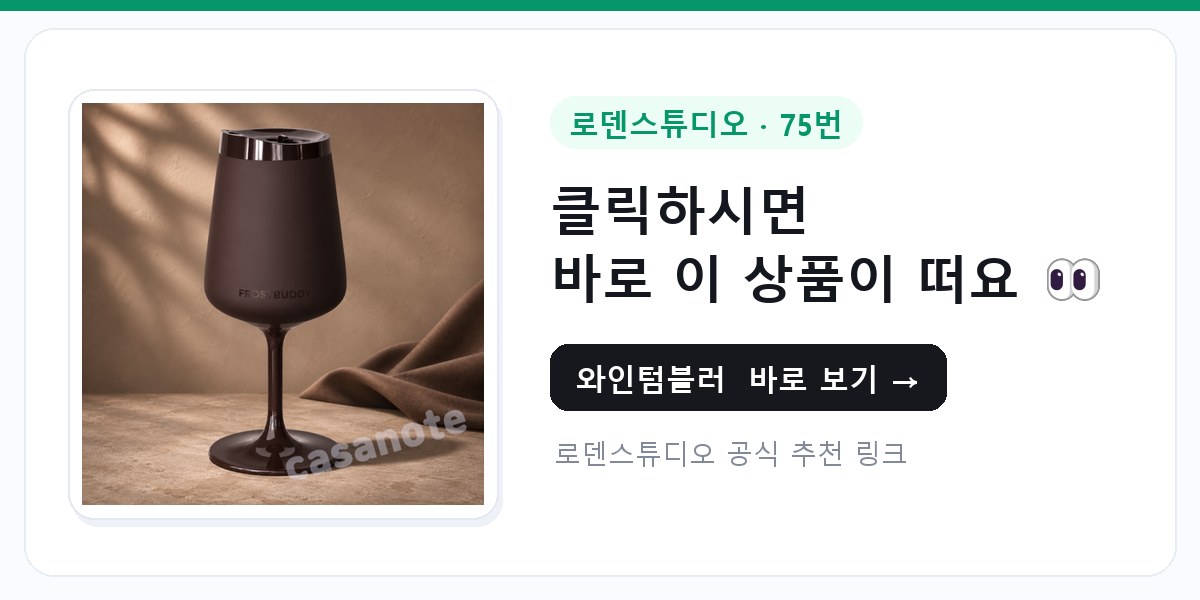 로덴스튜디오 · 75번
클릭하시면
바로 이 상품이 떠요 👀
와인텀블러 바로 보기 →
로덴스튜디오 공식 추천 링크
FROSTBUDDY
casanote